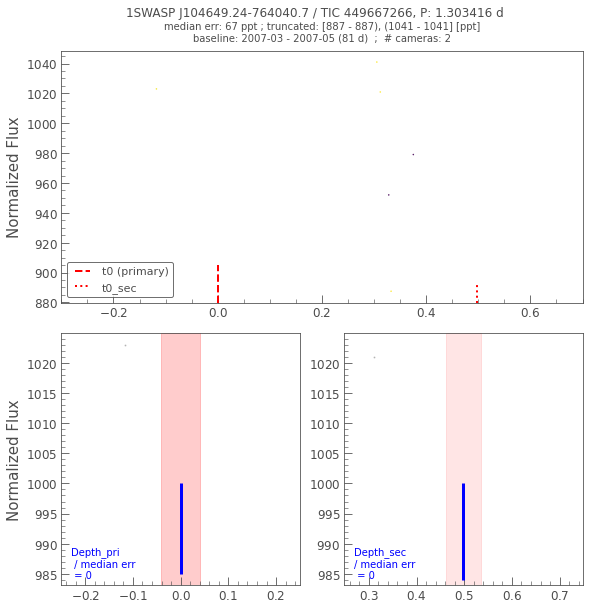 1SWASP J104649.24-764040.7 / TIC 449667266, P: 1.303416 d
median err: 67 ppt ; truncated: [887 - 887), (1041 - 1041] [ppt]
baseline: 2007-03 - 2007-05 (81 d)  ;  # cameras: 2
Normalized Flux
1040
1020
1000
980
960
940
920
900
880
t0 (primary)
t0_sec
−0.2 0.0 0.2 0.4 0.6
Normalized Flux
1020
1015
1010
1005
1000
995
990
985
Depth_pri
/ median err
= 0
−0.2 −0.1 0.0 0.1 0.2
1020
1015
1010
1005
1000
995
990
985
Depth_sec
/ median err
= 0
0.3 0.4 0.5 0.6 0.7